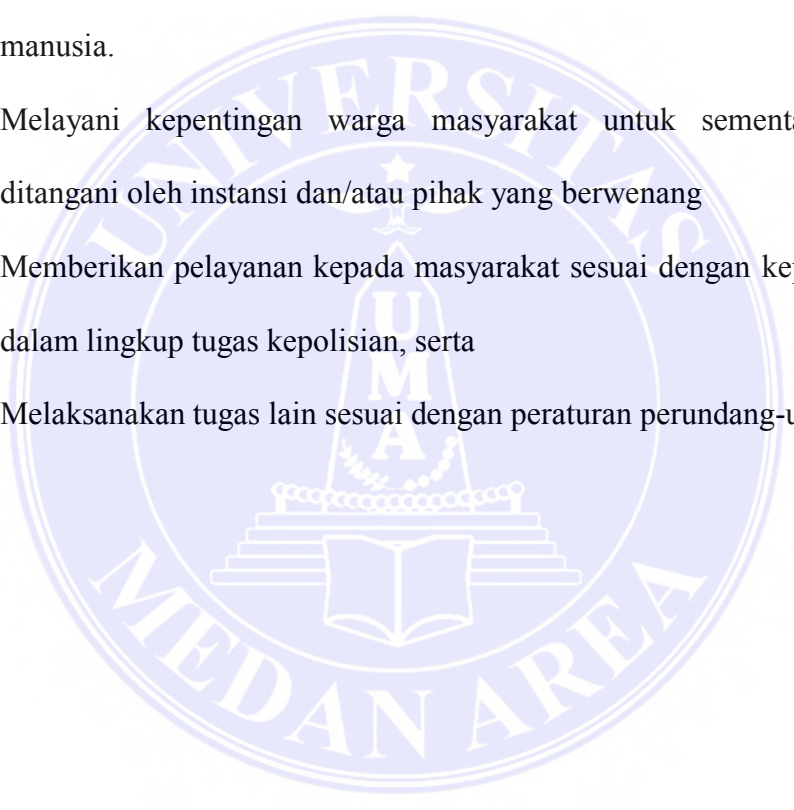 manusia.
Melayani kepentingan warga masyarakat untuk
ditangani oleh instansi dan/atau pihak yang berwenang
Memberikan pelayanan kepada masyarakat sesuai dengan
dalam lingkup tugas kepolisian, serta
Melaksanakan tugas lain sesuai dengan peraturan
UNIVERSITAS
UMA
MEDAN AREA